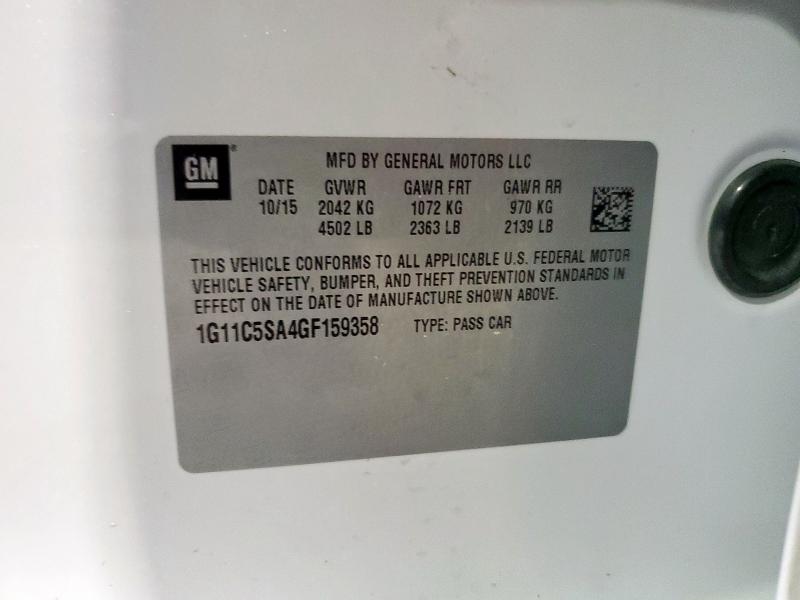 GM
MFD BY GENERAL MOTORS LLC
DATE GVWR GAWR FRT GAWR RR
10/15 2042 KG 1072 KG 970 KG
4502 LB 2363 LB 2139 LB
THIS VEHICLE CONFORMS TO ALL APPLICABLE U.S. FEDERAL MOTOR
VEHICLE SAFETY, BUMPER, AND THEFT PREVENTION STANDARDS IN
EFFECT ON THE DATE OF MANUFACTURE SHOWN ABOVE.
1G11C5SA4GF159358 TYPE: PASS CAR